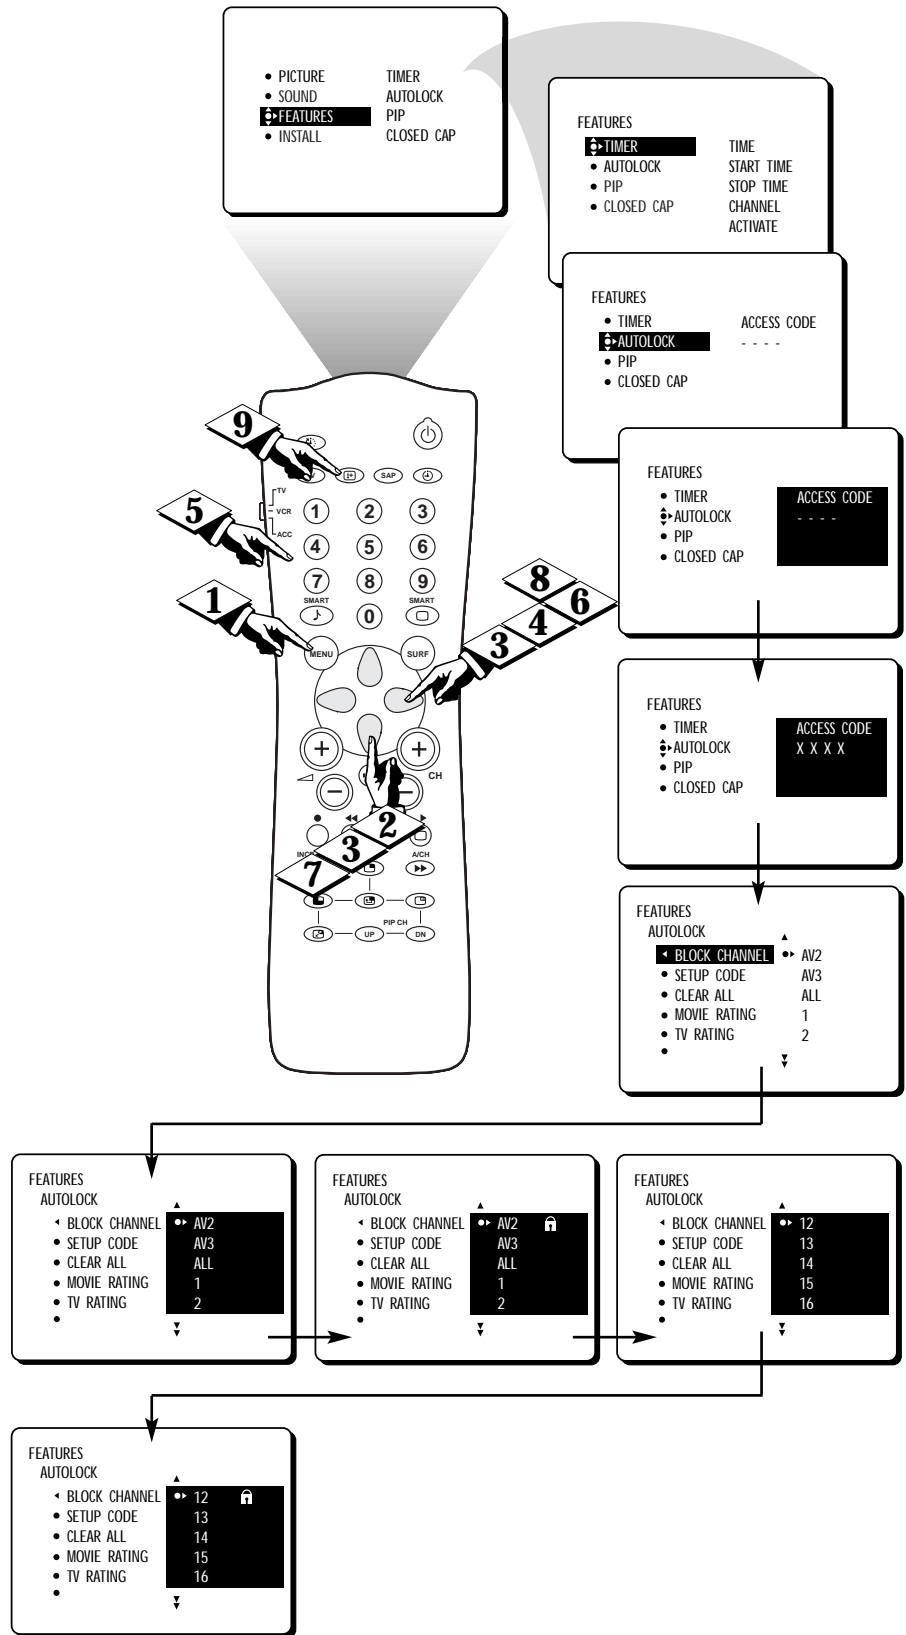 • PICTURE TIMER
• SOUND AUTOLOCK
FEATURES PIP
• INSTALL CLOSED CAP
FEATURES
TIMER TIME
• AUTOLOCK START TIME
• PIP STOP TIME
• CLOSED CAP CHANNEL
ACTIVATE
FEATURES
• TIMER ACCESS CODE
AUTOLOCK - - - -
• PIP
• CLOSED CAP
FEATURES
• TIMER ACCESS CODE
AUTOLOCK - - - -
• PIP
• CLOSED CAP
FEATURES
• TIMER ACCESS CODE
AUTOLOCK X X X X
• PIP
• CLOSED CAP
FEATURES
AUTOLOCK
BLOCK CHANNEL AV2
• SETUP CODE AV3
• CLEAR ALL ALL
• MOVIE RATING 1
• TV RATING 2
•
9
SAP
TV
VCR
ACC
1 2 3
5
4 5 6
7 8 9
SMART SMART
0
1
8
6
4
3
MENU SURF
+ +
CH
− −
2
3
7
A/CH
PIP CH
UP DN
FEATURES
AUTOLOCK
BLOCK CHANNEL AV2
• SETUP CODE AV3
• CLEAR ALL ALL
• MOVIE RATING 1
• TV RATING 2
•
FEATURES
AUTOLOCK
BLOCK CHANNEL AV2
• SETUP CODE AV3
• CLEAR ALL ALL
• MOVIE RATING 1
• TV RATING 2
•
FEATURES
AUTOLOCK
BLOCK CHANNEL 12
• SETUP CODE 13
• CLEAR ALL 14
• MOVIE RATING 15
• TV RATING 16
•
FEATURES
AUTOLOCK
BLOCK CHANNEL 12
• SETUP CODE 13
• CLEAR ALL 14
• MOVIE RATING 15
• TV RATING 16
•